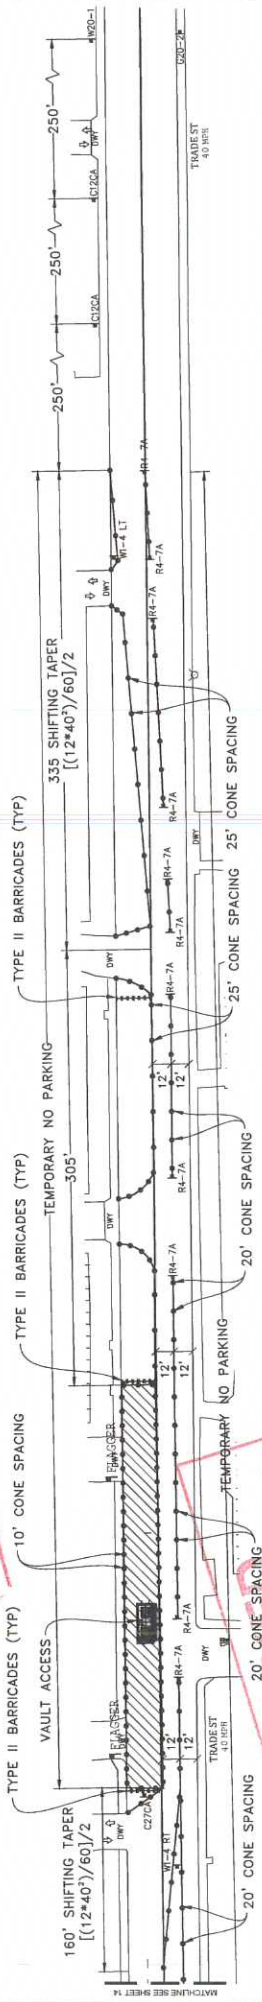 MATCHLINE SEE SHEET 14
160' SHIFTING TAPER
[(12*40²)/60]/2
DWY
C27CA
W1-4 RT
20' CONE SPACING
TYPE II BARRICADES (TYP)
VAULT ACCESS
FLAGGER
DWY
12'
12'
R4-7A
TRADE ST
40 MPH
DWY
10' CONE SPACING
FLAGGER
DWY
R4-7A
20' CONE SPACING
TEMPORARY NO PARKING
TYPE II BARRICADES (TYP)
12'
12'
R4-7A
DWY
305'
TEMPORARY NO PARKING
R4-7A
20' CONE SPACING
TYPE II BARRICADES (TYP)
12'
12'
R4-7A
DWY
25' CONE SPACING
R4-7A
R4-7A
335 SHIFTING TAPER
[(12*40²)/60]/2
R4-7A
DWY
25' CONE SPACING
R4-7A
DWY
W1-4 LT
R4-7A
R4-7A
250'
C12CA
250'
C12CA
DWY
250'
W20-1
TRADE ST
40 MPH
G20-2